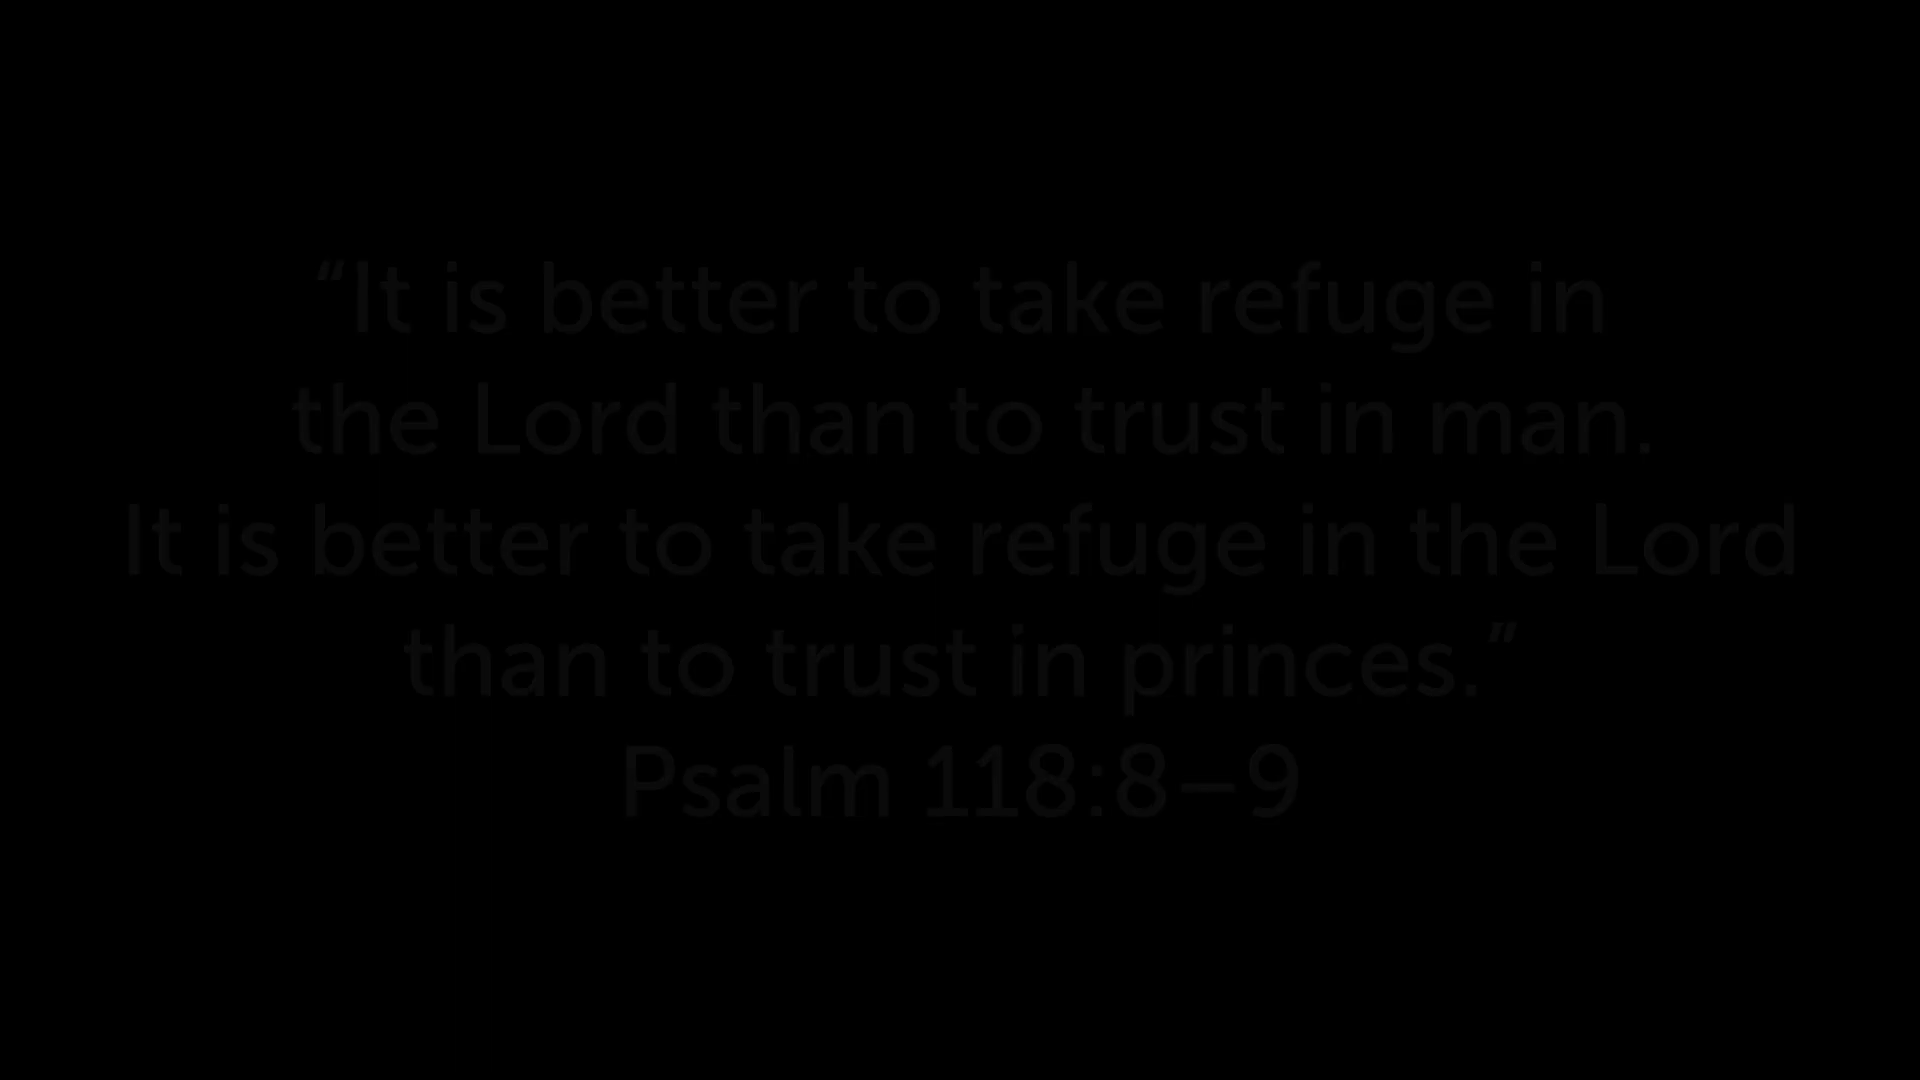 “It is better to take refuge in
the Lord than to trust in man.
It is better to take refuge in the Lord
than to trust in princes.”
Psalm 118:8–9